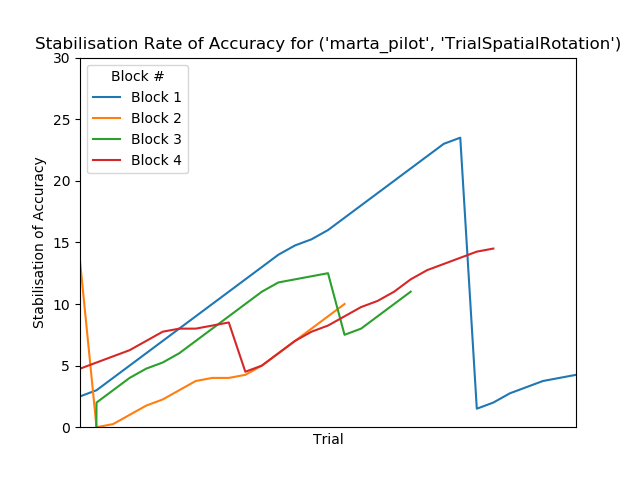 Stabilisation Rate of Accuracy for ('marta_pilot', 'TrialSpatialRotation')
30
25
20
15
10
5
0
Stabilisation of Accuracy
Block #
Block 1
Block 2
Block 3
Block 4
Trial